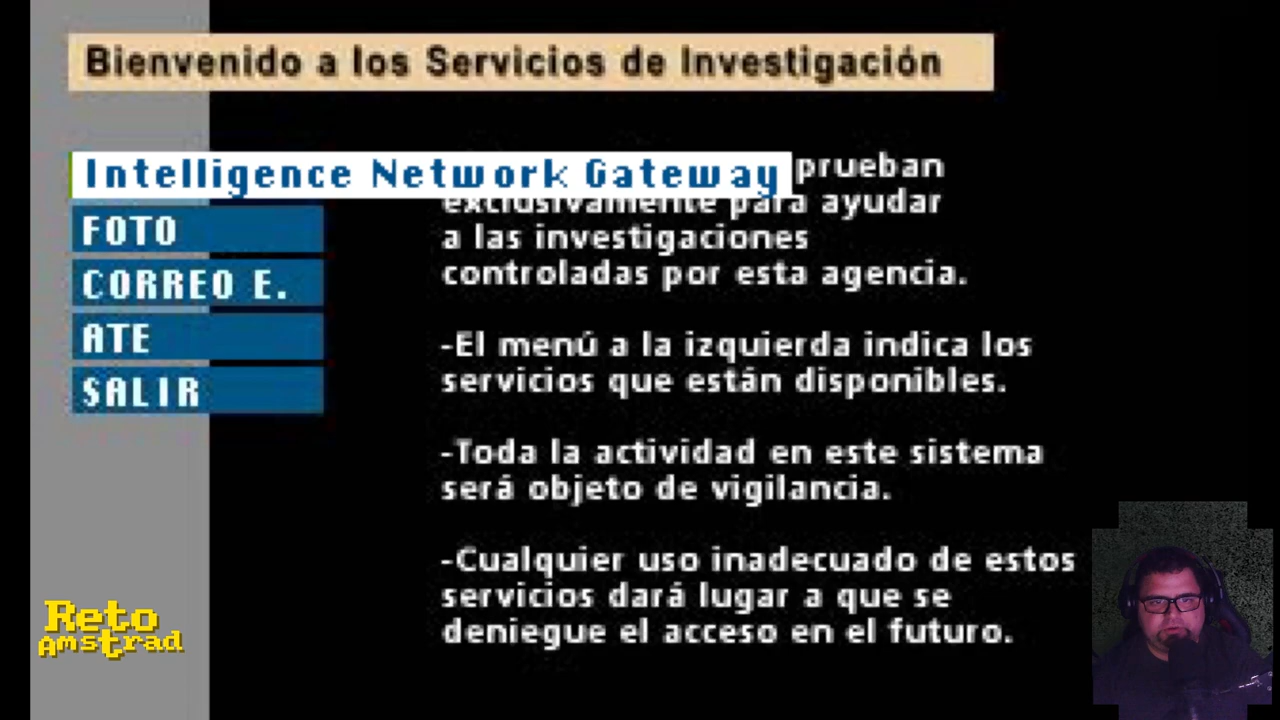 Bienvenido a los Servicios de Investigación
Intelligence Network Gateway
prueban
exclusivamente para ayudar
a las investigaciones
controladas por esta agencia.
FOTO
CORREO E.
ATE
SALIR
-El menú a la izquierda indica los
servicios que están disponibles.
-Toda la actividad en este sistema
será objeto de vigilancia.
-Cualquier uso inadecuado de estos
servicios dará lugar a que se
deniegue el acceso en el futuro.
Reto
Amstrad